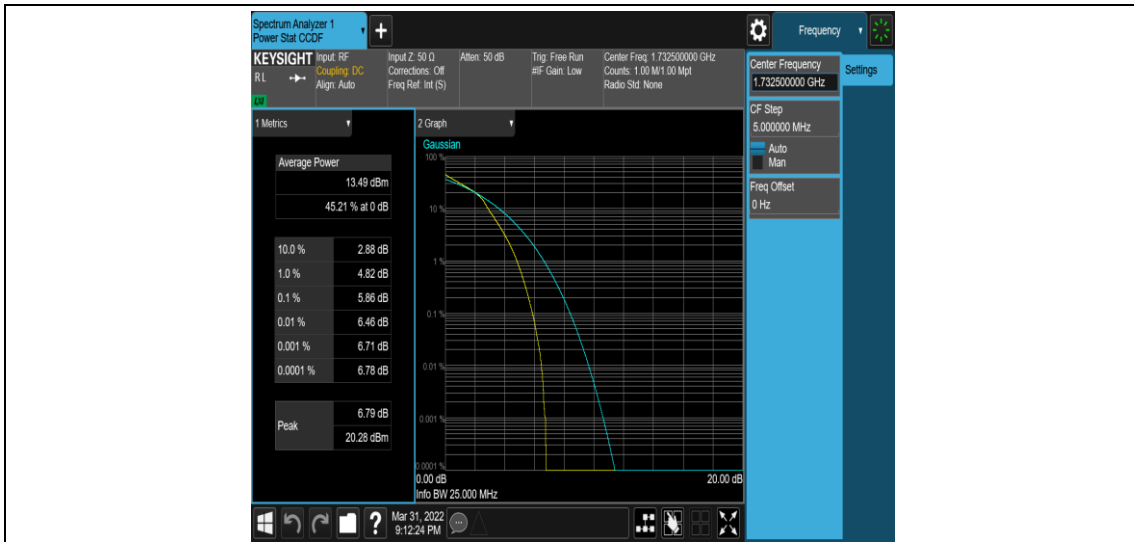 Spectrum Analyzer 1
Power Stat CCDF
Frequency
KEYSIGHT
RL
Input: RF
Coupling: DC
Align: Auto
Input Z: 50 Ω
Corrections: Off
Freq Ref: Int (S)
Atten: 50 dB
Trig: Free Run
#IF Gain: Low
Center Freq: 1.732500000 GHz
Counts: 1.00 M/1.00 Mpt
Radio Std: None
Center Frequency
1.732500000 GHz
Settings
CF Step
5.000000 MHz
Auto
Man
Freq Offset
0 Hz
1 Metrics
Average Power
13.49 dBm
45.21 % at 0 dB
10.0 % 2.88 dB
1.0 % 4.82 dB
0.1 % 5.86 dB
0.01 % 6.46 dB
0.001 % 6.71 dB
0.0001 % 6.78 dB
Peak
6.79 dB
20.28 dBm
2 Graph
Gaussian
100 %
10 %
1 %
0.1 %
0.01 %
0.001 %
0.0001 %
0.00 dB 20.00 dB
Info BW 25.000 MHz
Mar 31, 2022
9:12:24 PM